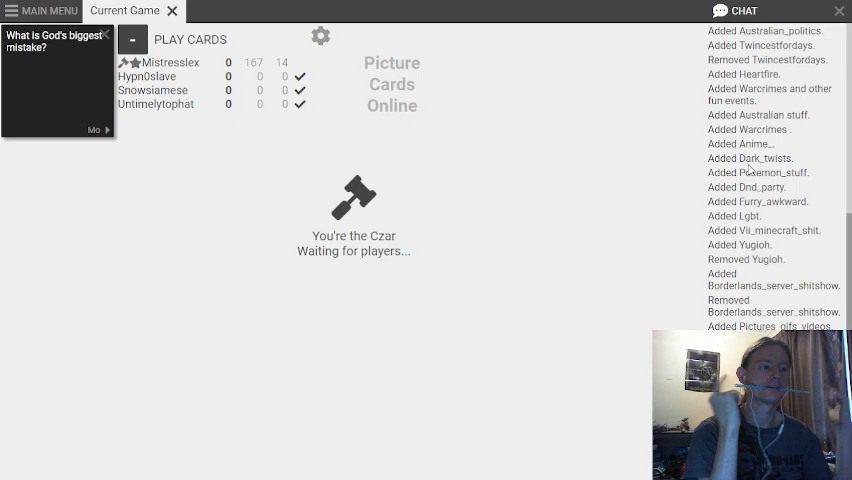 MAIN MENU
Current Game
CHAT
What is God's biggest
mistake?
Mo
-
PLAY CARDS
Mistresslex 0 167 14
Hypn0slave 0 0 0
Snowsiamese 0 0 0
Untimelytophat 0 0 0
Picture
Cards
Online
You're the Czar
Waiting for players...
Added Australian_politics.
Added Twincestfordays.
Removed Twincestfordays.
Added Heartfire.
Added Warcrimes and other
fun events.
Added Australian stuff.
Added Warcrimes .
Added Anime_.
Added Dark_twists.
Added Pokemon_stuff.
Added Dnd_party.
Added Furry_awkward.
Added Lgbt.
Added Vii_minecraft_shit.
Added Yugioh.
Removed Yugioh.
Added
Borderlands_server_shitshow.
Removed
Borderlands_server_shitshow.
Added Pictures_gifs_videos.